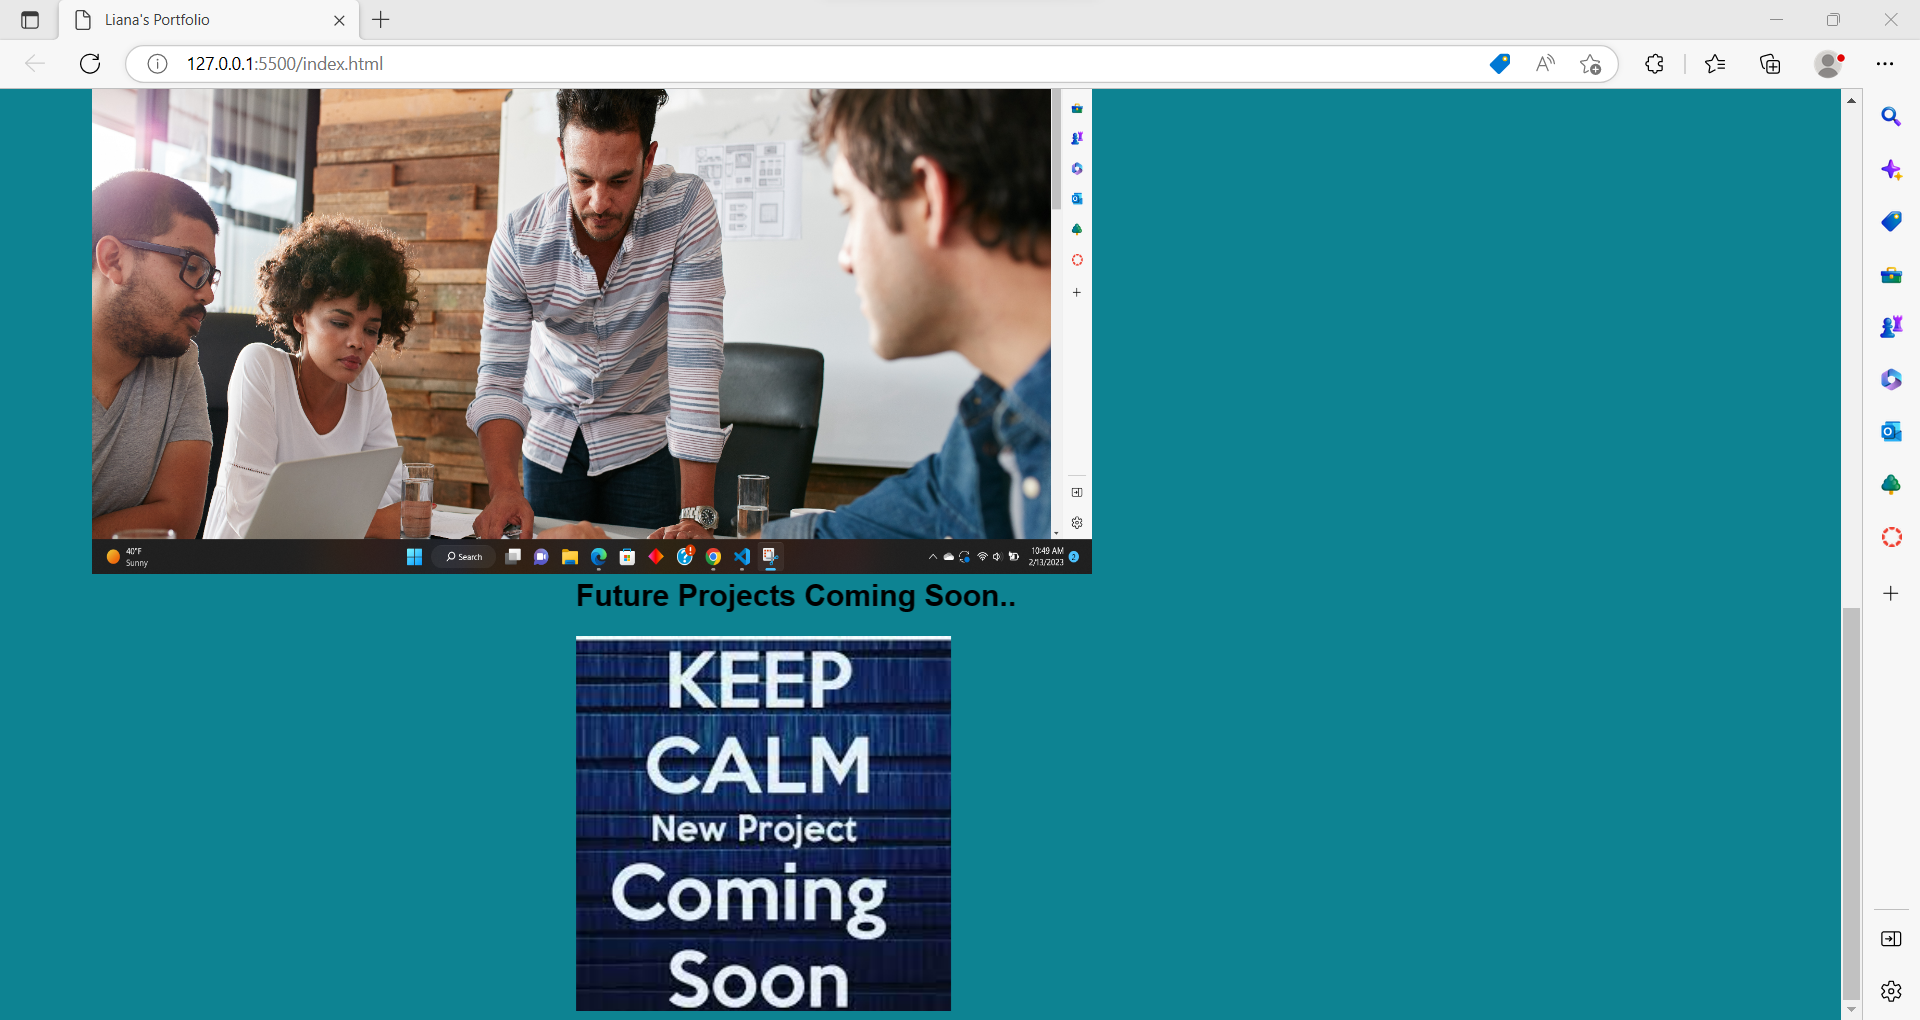 Liana's Portfolio
127.0.0.1:5500/index.html
40°F
Sunny
Search
10:49 AM
2/13/2023
2
Future Projects Coming Soon..
KEEP
CALM
New Project
Coming
Soon